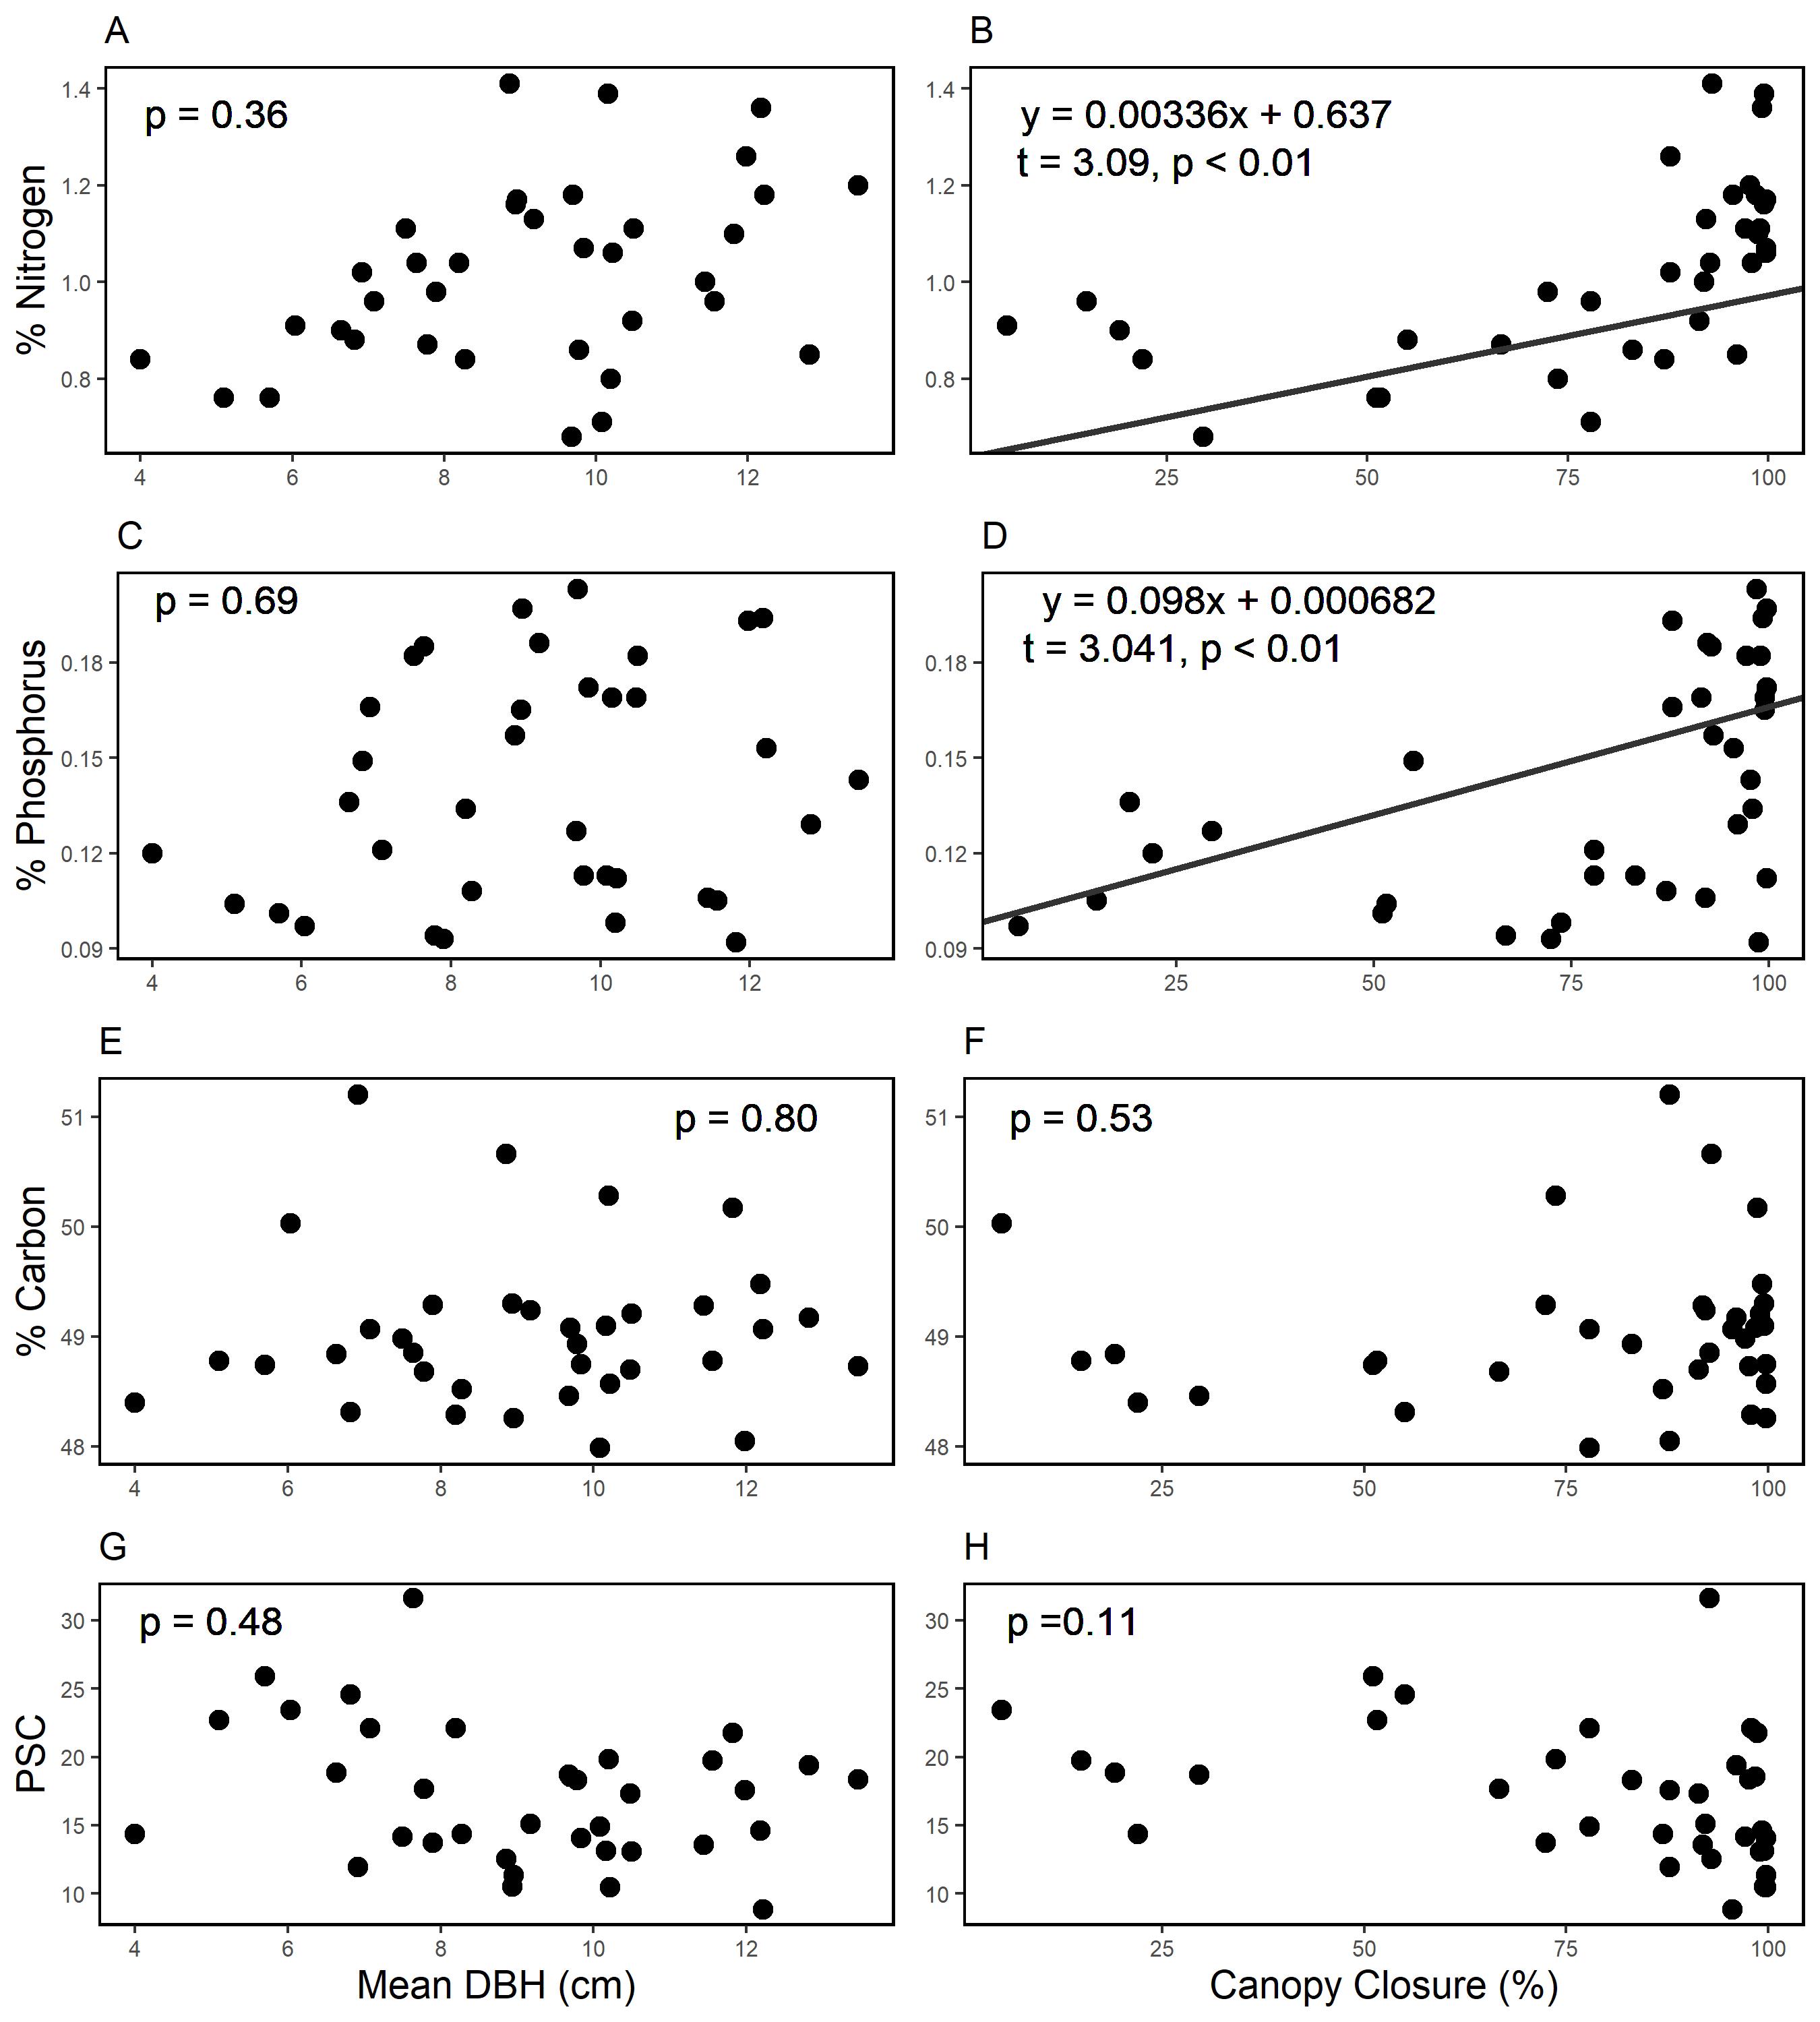 A
p = 0.36
% Nitrogen
1.4
1.2
1.0
0.8
4 6 8 10 12
B
y = 0.00336x + 0.637
t = 3.09, p < 0.01
1.4
1.2
1.0
0.8
25 50 75 100
C
p = 0.69
% Phosphorus
0.18
0.15
0.12
0.09
4 6 8 10 12
D
y = 0.098x + 0.000682
t = 3.041, p < 0.01
0.18
0.15
0.12
0.09
25 50 75 100
E
p = 0.80
% Carbon
51
50
49
48
4 6 8 10 12
F
p = 0.53
51
50
49
48
25 50 75 100
G
p = 0.48
PSC
30
25
20
15
10
4 6 8 10 12
Mean DBH (cm)
H
p =0.11
30
25
20
15
10
25 50 75 100
Canopy Closure (%)